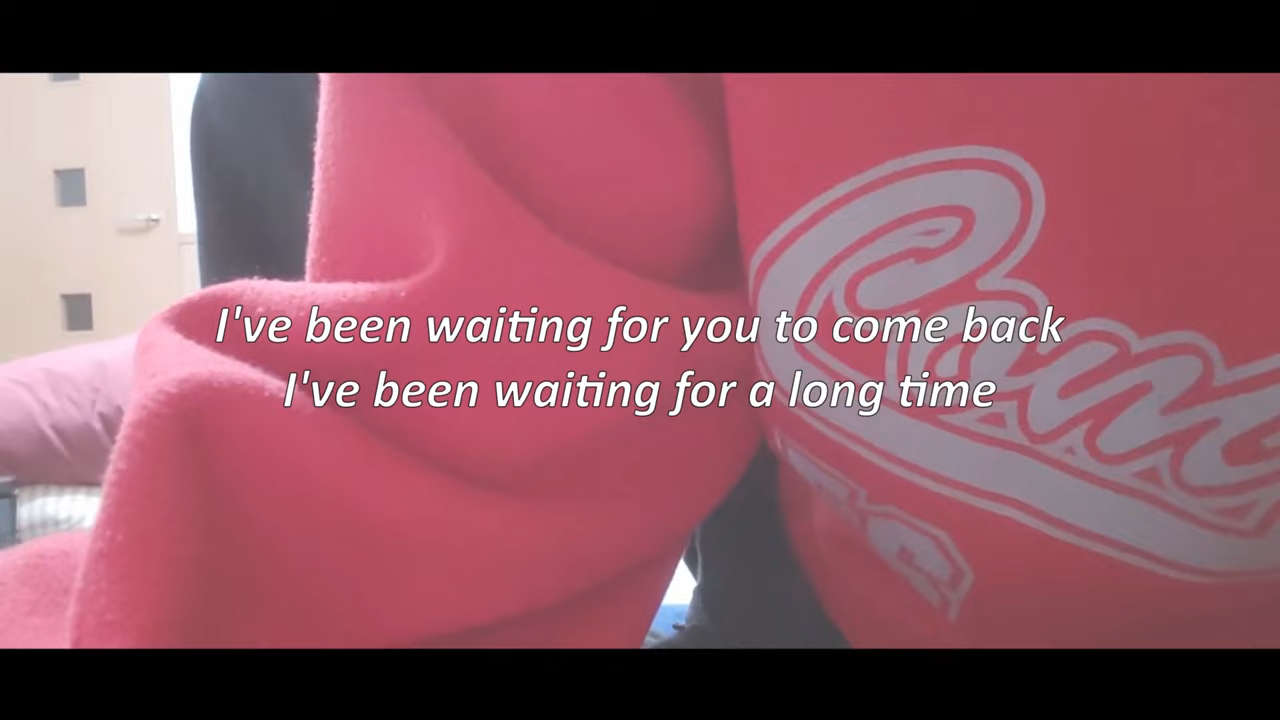 I've been waiting for you to come back
I've been waiting for a long time